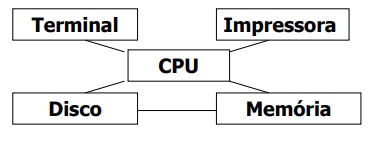 Terminal
Impressora
CPU
Disco
Memória